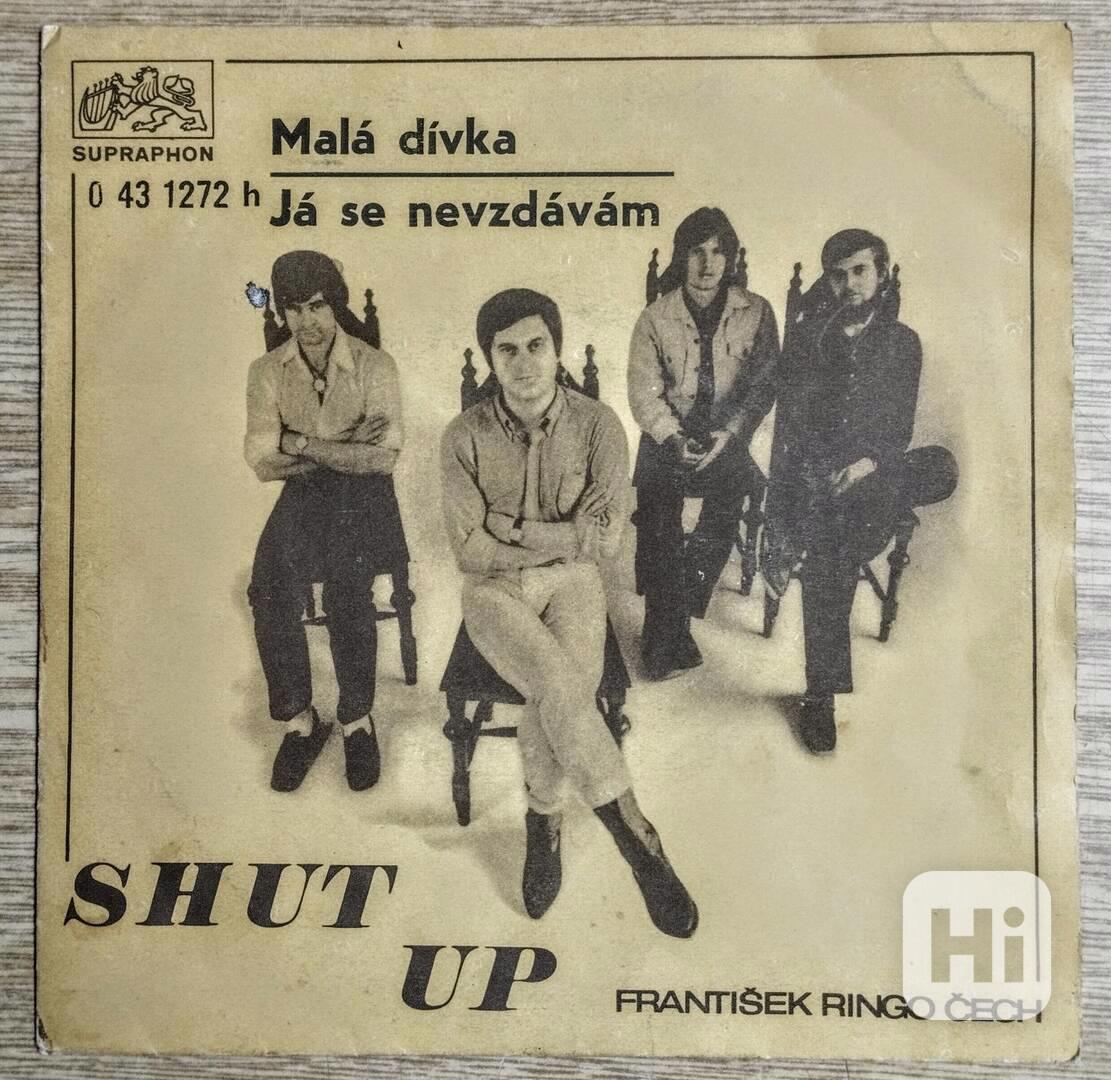 SUPRAPHON
0 43 1272 h
Malá dívka
Já se nevzdávám
SHUT
UP
FRANTIŠEK RINGO ČECH
Hi